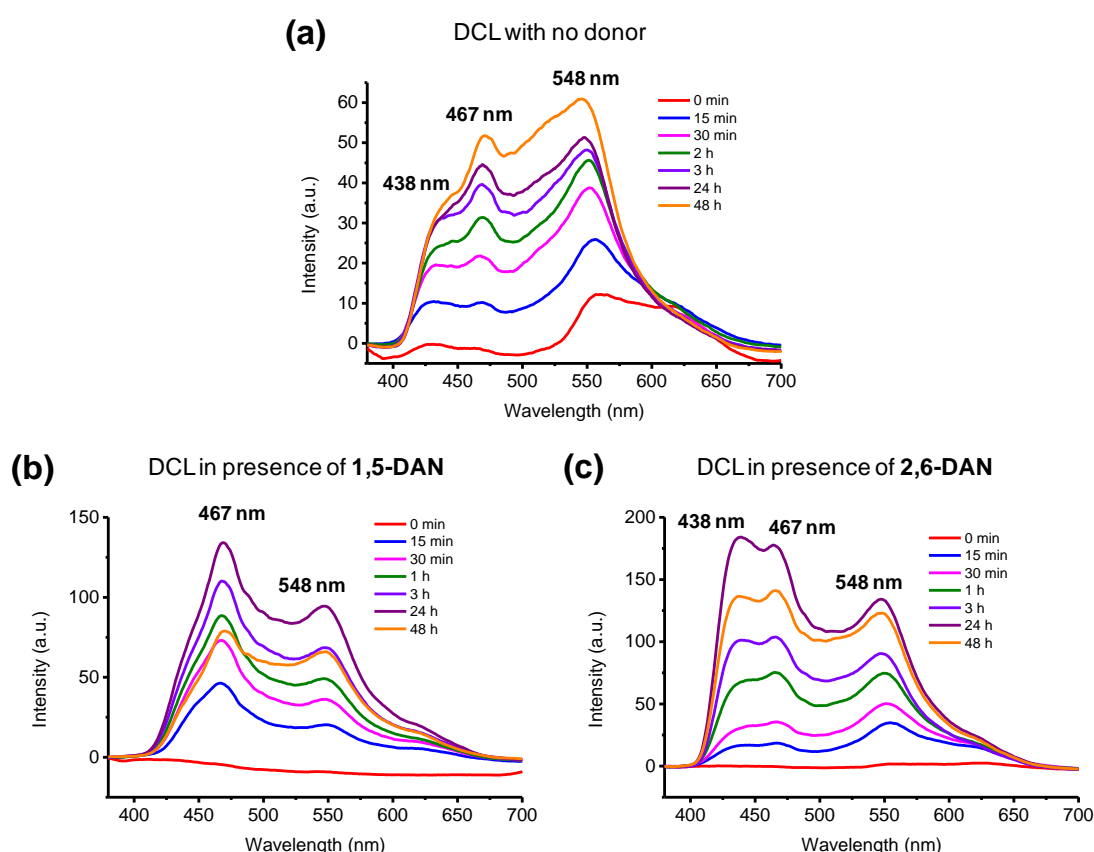 (a) DCL with no donor
548 nm
467 nm
438 nm
60
50
40
30
20
10
0
Intensity (a.u.)
0 min
15 min
30 min
2 h
3 h
24 h
48 h
400 450 500 550 600 650 700
Wavelength (nm)
(b) DCL in presence of 1,5-DAN
467 nm
548 nm
150
100
50
0
Intensity (a.u.)
0 min
15 min
30 min
1 h
3 h
24 h
48 h
400 450 500 550 600 650 700
Wavelength (nm)
(c) DCL in presence of 2,6-DAN
438 nm 467 nm
548 nm
200
150
100
50
0
Intensity (a.u.)
0 min
15 min
30 min
1 h
3 h
24 h
48 h
400 450 500 550 600 650 700
Wavelength (nm)